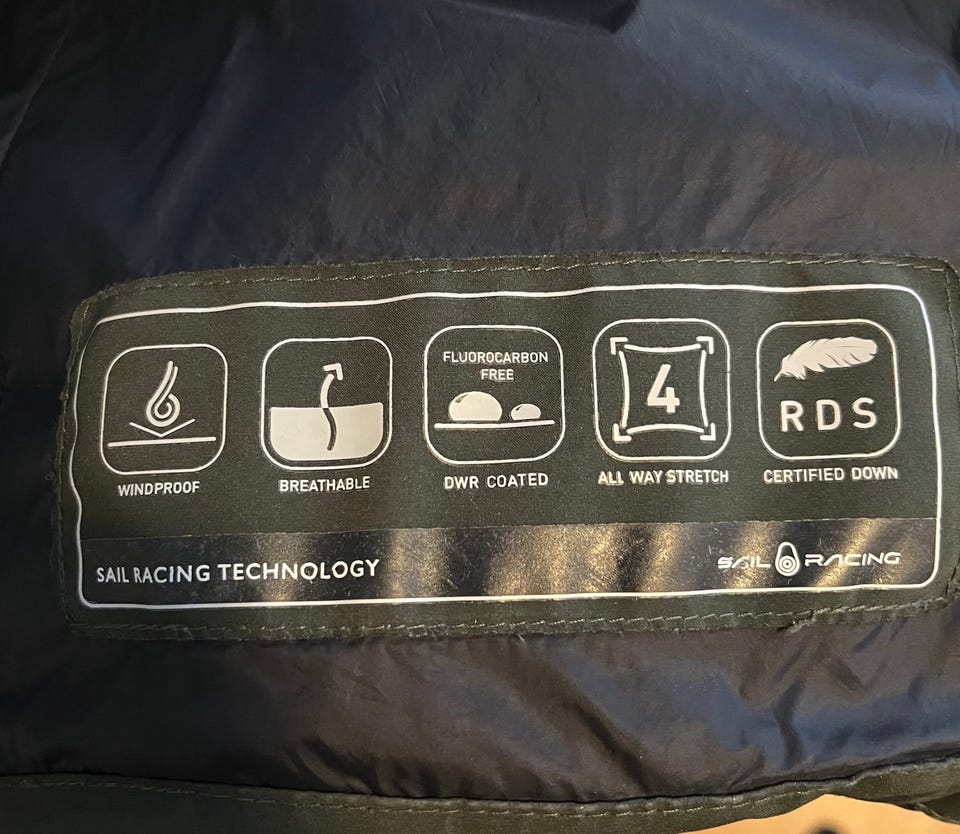 FLUOROCARBON
FREE
4
RDS
WINDPROOF
BREATHABLE
DWR COATED
ALL WAY STRETCH
CERTIFIED DOWN
SAIL RACING TECHNOLOGY
SAIL RACING